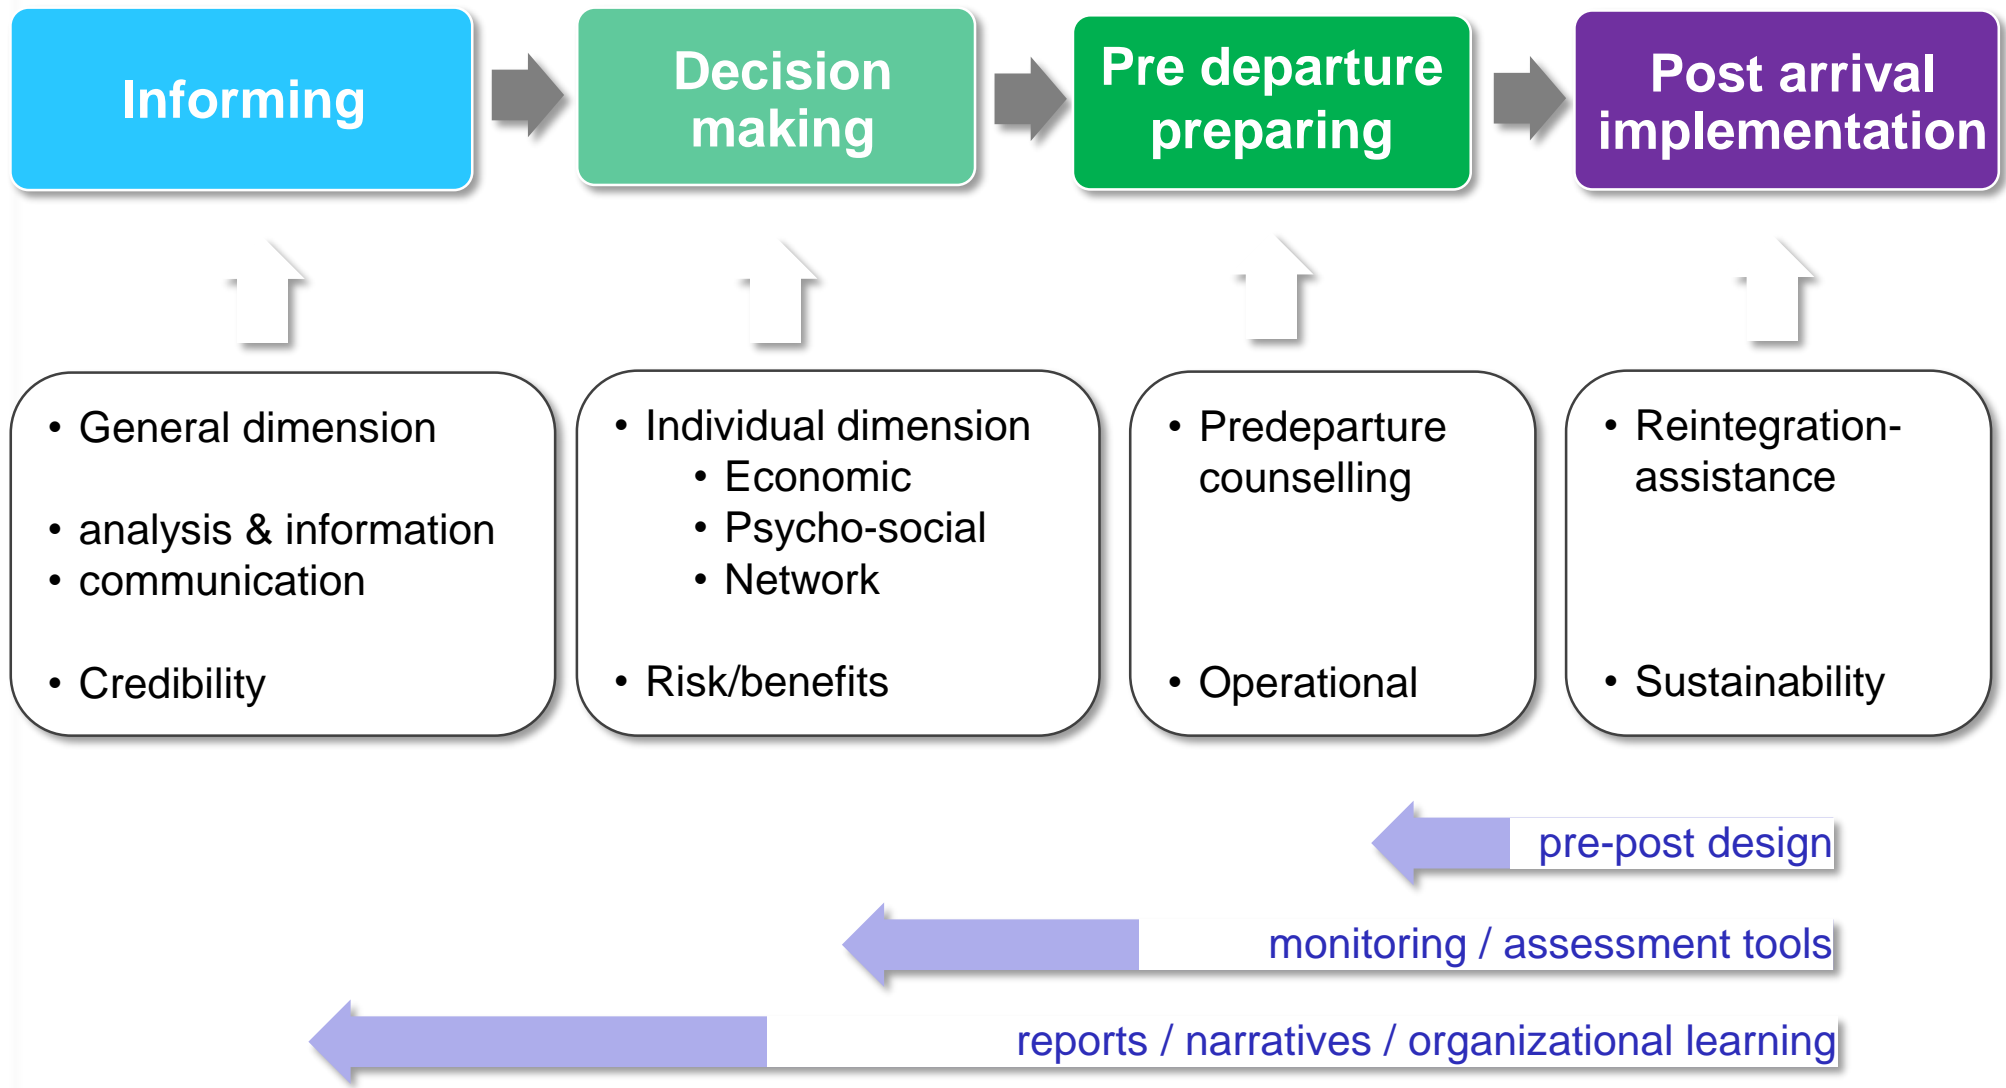 Informing
Decision
making
Pre departure
preparing
Post arrival
implementation
• General dimension
• analysis & information
• communication
• Credibility
• Individual dimension
• Economic
• Psycho-social
• Network
• Risk/benefits
• Predeparture
counselling
• Operational
• Reintegration-
assistance
• Sustainability
pre-post design
monitoring / assessment tools
reports / narratives / organizational learning